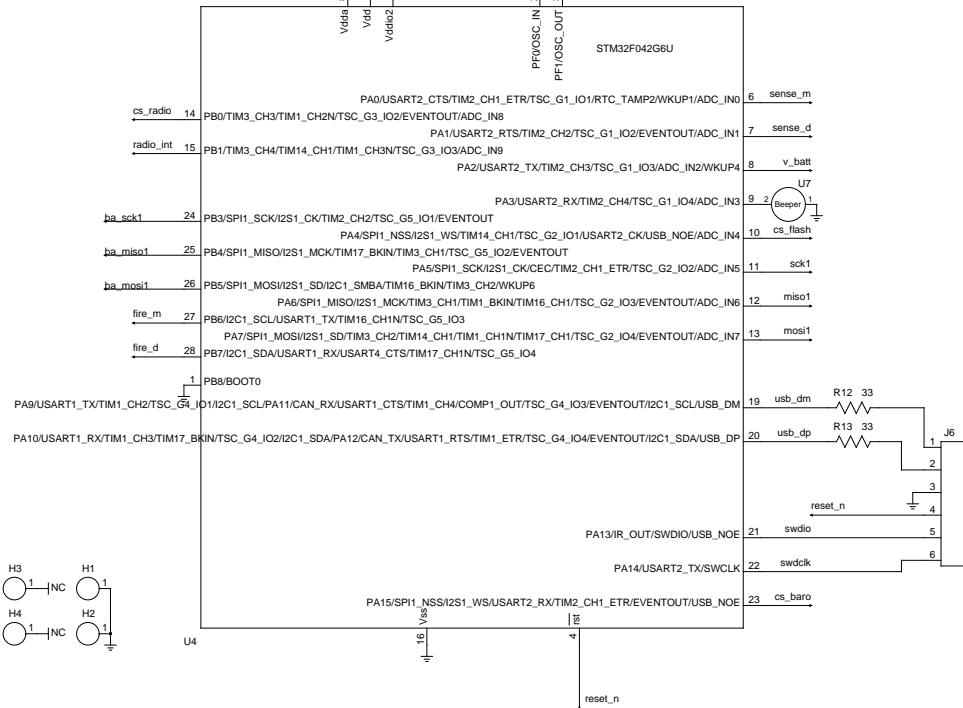 Vdda
Vdd
Vddio2
PF0/OSC_IN
PF1/OSC_OUT
STM32F042G6U
PA0/USART2_CTS/TIM2_CH1_ETR/TSC_G1_IO1/RTC_TAMP2/WKUP1/ADC_IN0 6 sense_m
cs_radio 14 PB0/TIM3_CH3/TIM1_CH2N/TSC_G3_IO2/EVENTOUT/ADC_IN8
PA1/USART2_RTS/TIM2_CH2/TSC_G1_IO2/EVENTOUT/ADC_IN1 7 sense_d
radio_int 15 PB1/TIM3_CH4/TIM14_CH1/TIM1_CH3N/TSC_G3_IO3/ADC_IN9
PA2/USART2_TX/TIM2_CH3/TSC_G1_IO3/ADC_IN2/WKUP4 8 v_batt
U7
PA3/USART2_RX/TIM2_CH4/TSC_G1_IO4/ADC_IN3 9 2 Beeper 1
ba_sck1 24 PB3/SPI1_SCK/I2S1_CK/TIM2_CH2/TSC_G5_IO1/EVENTOUT
PA4/SPI1_NSS/I2S1_WS/TIM14_CH1/TSC_G2_IO1/USART2_CK/USB_NOE/ADC_IN4 10 cs_flash
ba_miso1 25 PB4/SPI1_MISO/I2S1_MCK/TIM17_BKIN/TIM3_CH1/TSC_G5_IO2/EVENTOUT
PA5/SPI1_SCK/I2S1_CK/CEC/TIM2_CH1_ETR/TSC_G2_IO2/ADC_IN5 11 sck1
ba_mosi1 26 PB5/SPI1_MOSI/I2S1_SD/I2C1_SMBA/TIM16_BKIN/TIM3_CH2/WKUP6
PA6/SPI1_MISO/I2S1_MCK/TIM3_CH1/TIM1_BKIN/TIM16_CH1/TSC_G2_IO3/EVENTOUT/ADC_IN6 12 miso1
fire_m 27 PB6/I2C1_SCL/USART1_TX/TIM16_CH1N/TSC_G5_IO3
PA7/SPI1_MOSI/I2S1_SD/TIM3_CH2/TIM14_CH1/TIM1_CH1N/TIM17_CH1/TSC_G2_IO4/EVENTOUT/ADC_IN7 13 mosi1
fire_d 28 PB7/I2C1_SDA/USART1_RX/USART4_CTS/TIM17_CH1N/TSC_G5_IO4
1 PB8/BOOT0
R12 33
PA9/USART1_TX/TIM1_CH2/TSC_G4_IO1/I2C1_SCL/PA11/CAN_RX/USART1_CTS/TIM1_CH4/COMP1_OUT/TSC_G4_IO3/EVENTOUT/I2C1_SCL/USB_DM 19 usb_dm
R13 33
PA10/USART1_RX/TIM1_CH3/TIM17_BKIN/TSC_G4_IO2/I2C1_SDA/PA12/CAN_TX/USART1_RTS/TIM1_ETR/TSC_G4_IO4/EVENTOUT/I2C1_SDA/USB_DP 20 usb_dp
J6
1
2
3
reset_n 4
PA13/IR_OUT/SWDIO/USB_NOE 21 swdio 5
PA14/USART2_TX/SWCLK 22 swdclk 6
PA15/SPI1_NSS/I2S1_WS/USART2_RX/TIM2_CH1_ETR/EVENTOUT/USB_NOE 23 cs_baro
H3 1 NC H1 1
H4 1 NC H2 1
U4
Vss
16
rst
4
reset_n